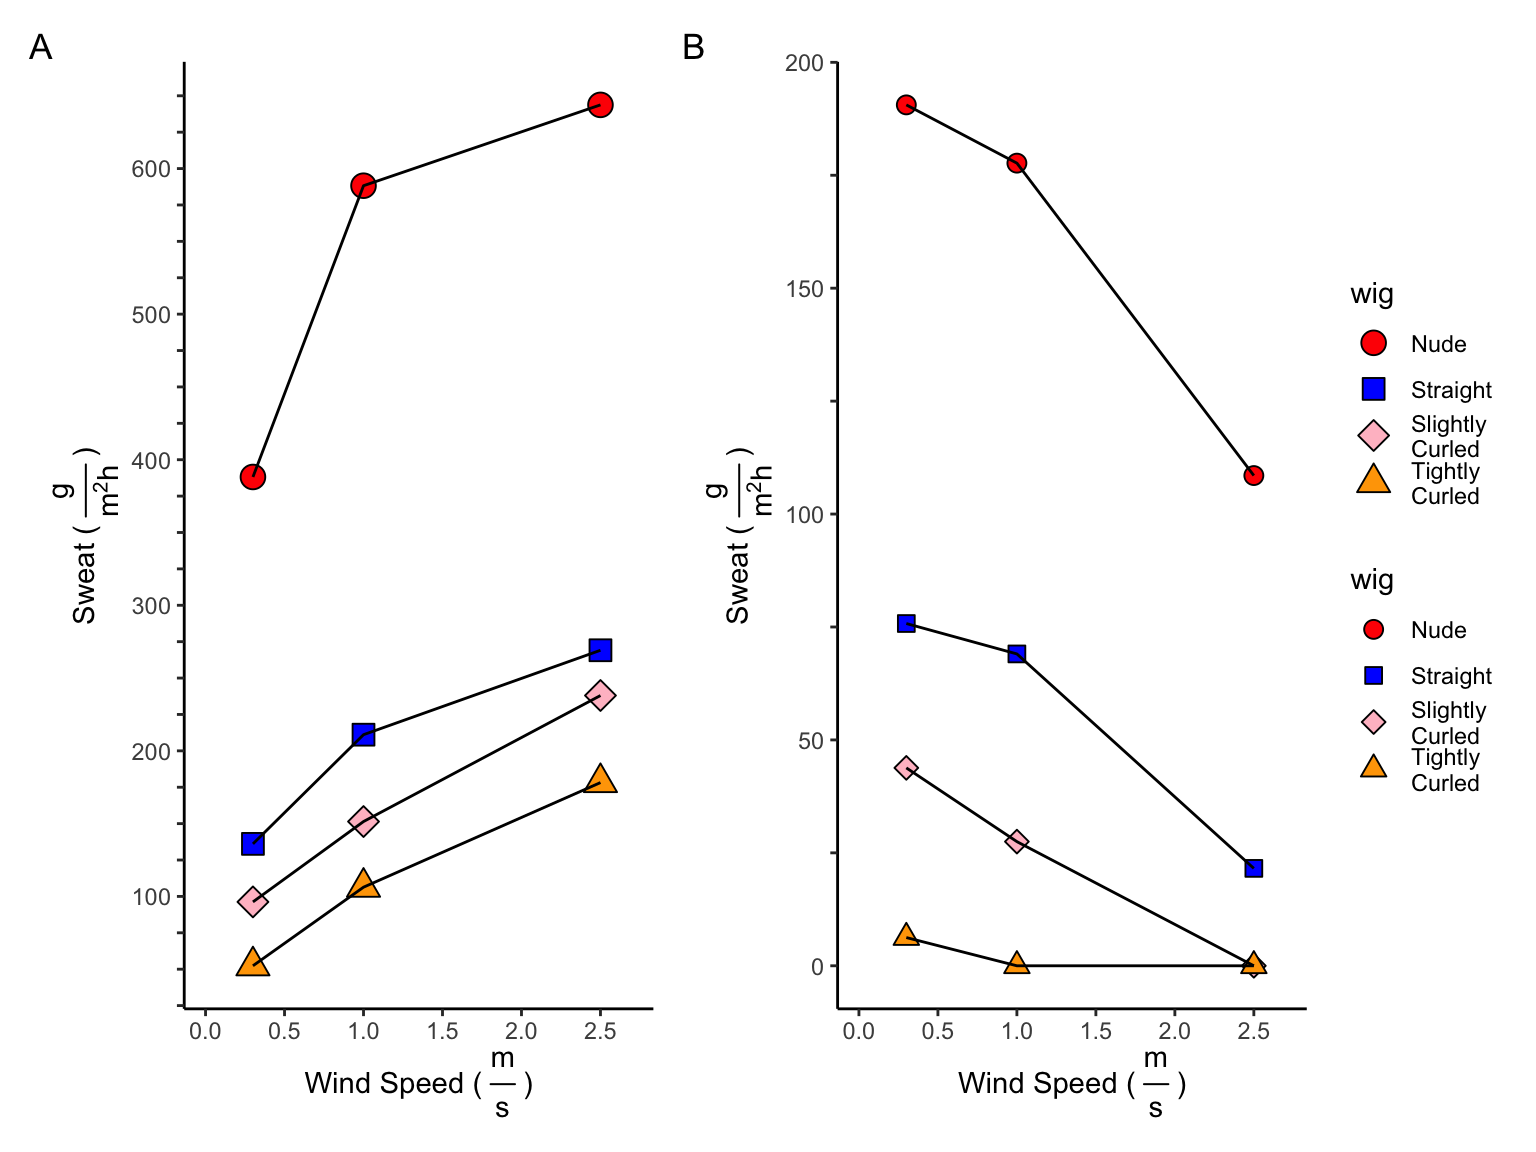 A
600
500
400
300
200
100
Sweat ( g/m²h )
0.0 0.5 1.0 1.5 2.0 2.5
Wind Speed ( m/s )
B
200
150
100
50
0
Sweat ( g/m²h )
0.0 0.5 1.0 1.5 2.0 2.5
Wind Speed ( m/s )
wig
Nude
Straight
Slightly
Curled
Tightly
Curled
wig
Nude
Straight
Slightly
Curled
Tightly
Curled